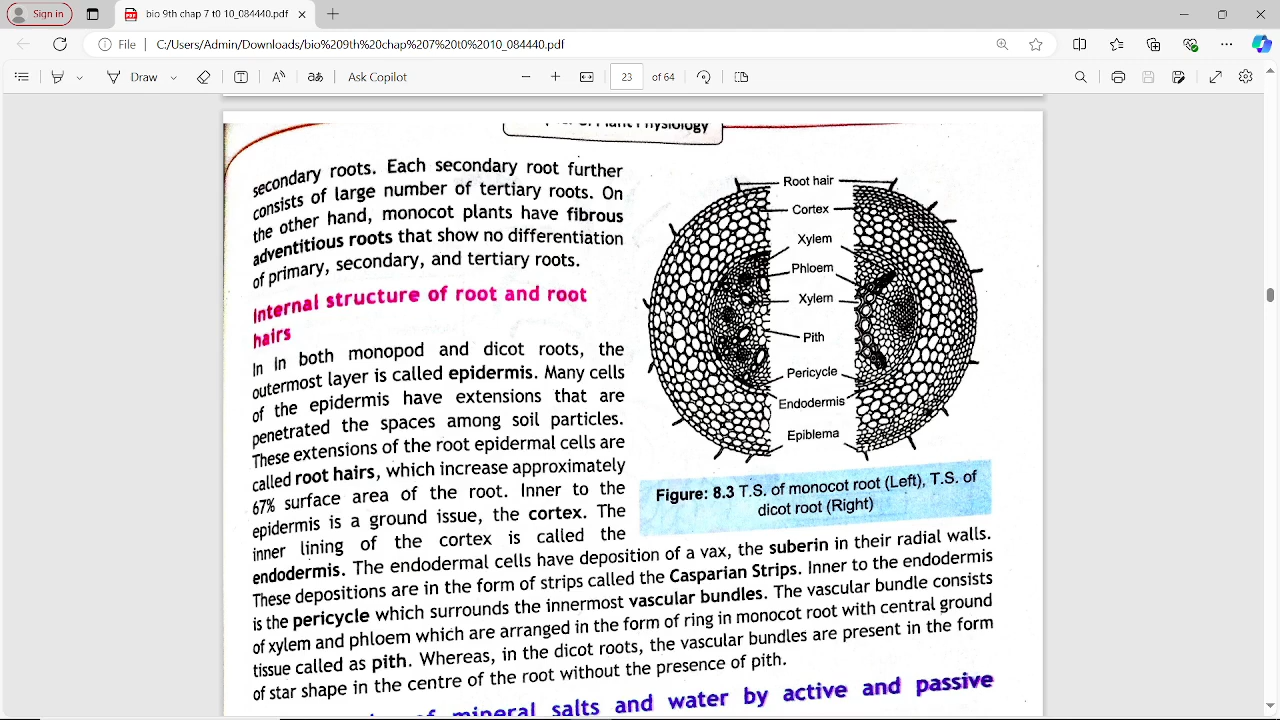 Sign in
bio 9th chap 7 t0 10_084440.pdf
File
C:/Users/Admin/Downloads/bio%209th%20chap%207%20t0%2010_084440.pdf
Draw
Ask Copilot
23 of 64
Plant Physiology
secondary roots. Each secondary root further
consists of large number of tertiary roots. On
the other hand, monocot plants have fibrous
adventitious roots that show no differentiation
of primary, secondary, and tertiary roots.
Internal structure of root and root
hairs
In in both monopod and dicot roots, the
outermost layer is called epidermis. Many cells
of the epidermis have extensions that are
penetrated the spaces among soil particles.
These extensions of the root epidermal cells are
called root hairs, which increase approximately
67% surface area of the root. Inner to the
epidermis is a ground issue, the cortex. The
inner lining of the cortex is called the
endodermis. The endodermal cells have deposition of a vax, the suberin in their radial walls.
These depositions are in the form of strips called the Casparian Strips. Inner to the endodermis
is the pericycle which surrounds the innermost vascular bundles. The vascular bundle consists
of xylem and phloem which are arranged in the form of ring in monocot root with central ground
tissue called as pith. Whereas, in the dicot roots, the vascular bundles are present in the form
of star shape in the centre of the root without the presence of pith.
of mineral salts and water by active and passive
Root hair
Cortex
Xylem
Phloem
Xylem
Pith
Pericycle
Endodermis
Epiblema
Figure: 8.3 T.S. of monocot root (Left), T.S. of
dicot root (Right)